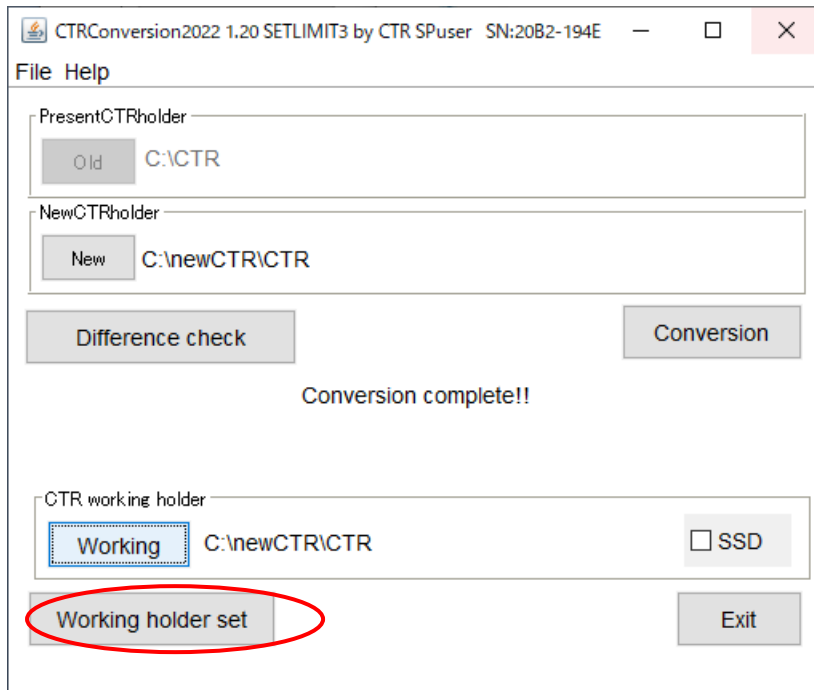 CTRConversion2022 1.20 SETLIMIT3 by CTR SPuser SN:20B2-194E
File Help
PresentCTRholder
Old C:\CTR
NewCTRholder
New C:\newCTR\CTR
Difference check Conversion
Conversion complete!!
CTR working holder
Working C:\newCTR\CTR SSD
Working holder set Exit